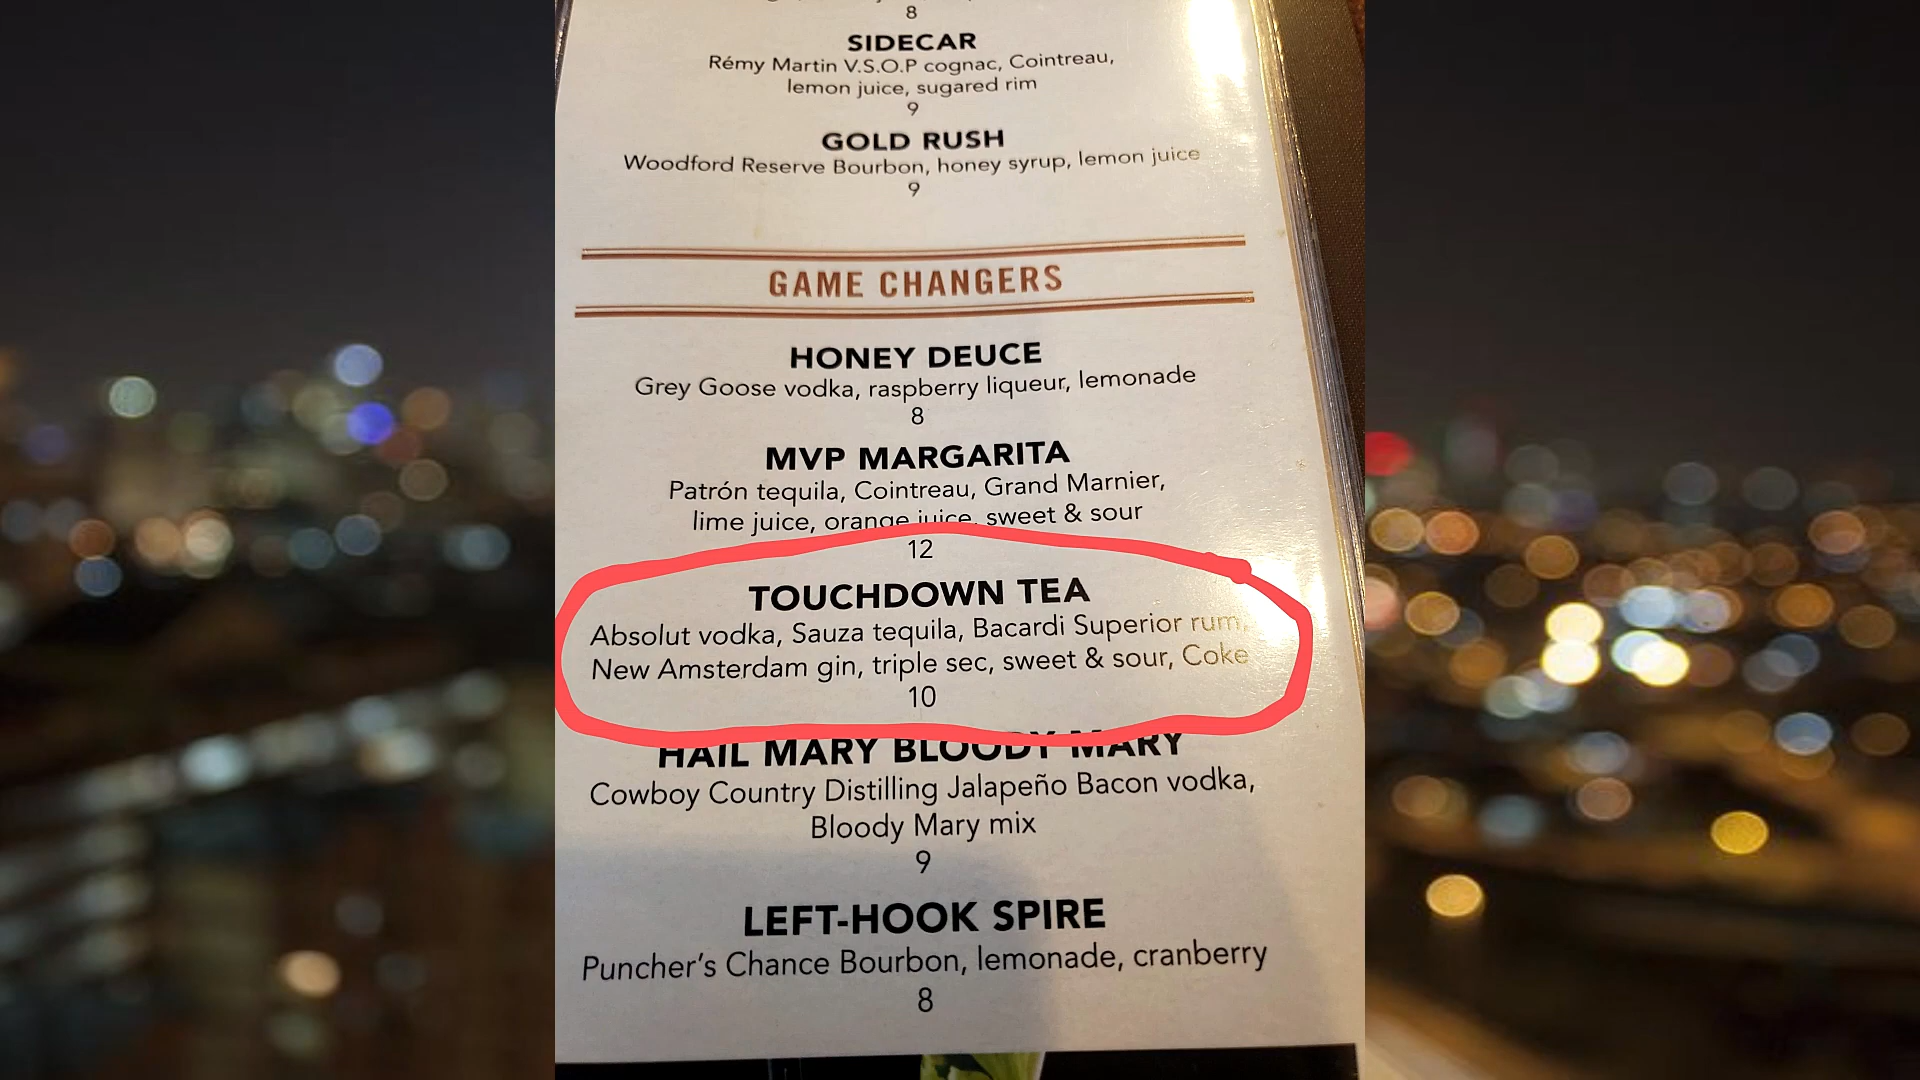 8
SIDECAR
Rémy Martin V.S.O.P cognac, Cointreau,
lemon juice, sugared rim
9
GOLD RUSH
Woodford Reserve Bourbon, honey syrup, lemon juice
9
GAME CHANGERS
HONEY DEUCE
Grey Goose vodka, raspberry liqueur, lemonade
8
MVP MARGARITA
Patrón tequila, Cointreau, Grand Marnier,
lime juice, orange juice, sweet & sour
12
TOUCHDOWN TEA
Absolut vodka, Sauza tequila, Bacardi Superior rum,
New Amsterdam gin, triple sec, sweet & sour, Coke
10
HAIL MARY BLOODY MARY
Cowboy Country Distilling Jalapeño Bacon vodka,
Bloody Mary mix
9
LEFT-HOOK SPIRE
Puncher's Chance Bourbon, lemonade, cranberry
8